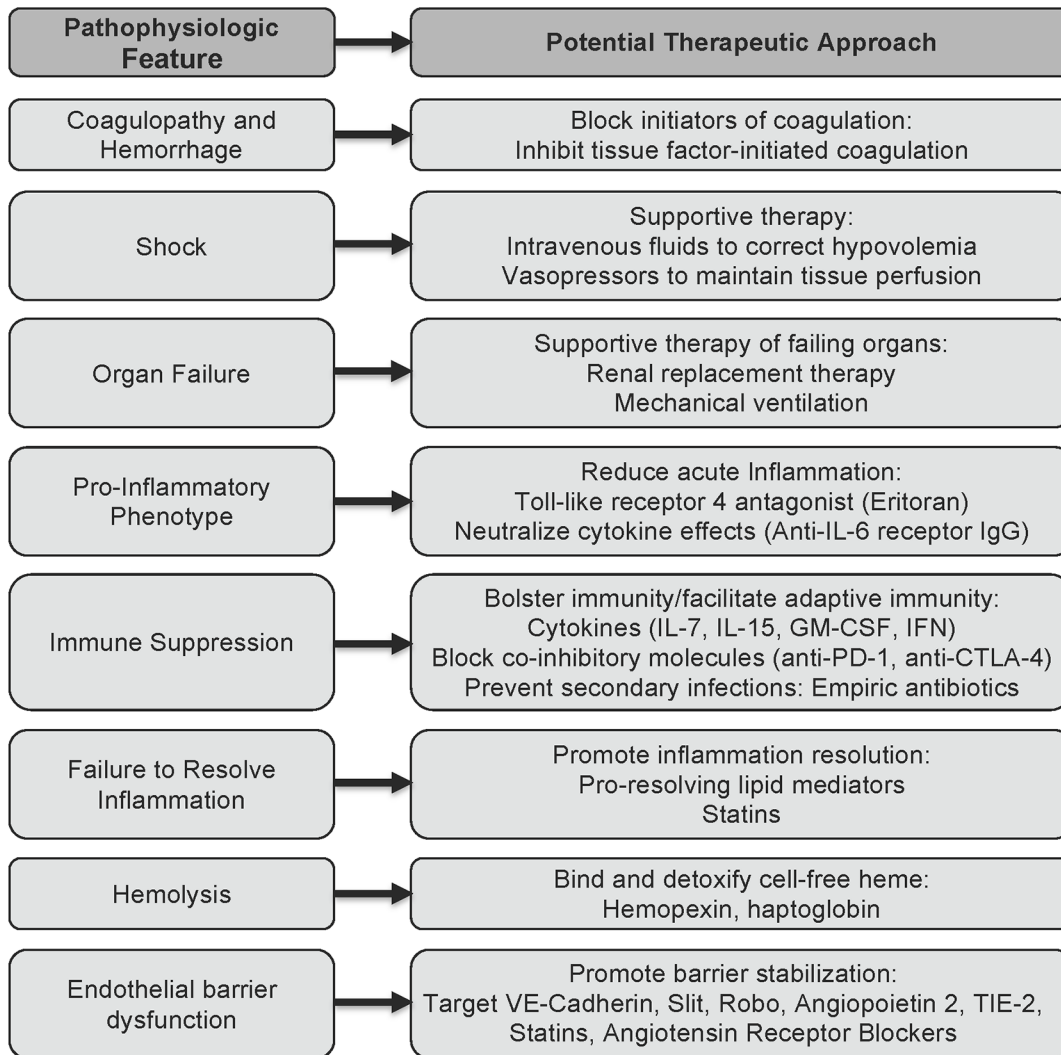 Pathophysiologic
Feature
Potential Therapeutic Approach
Coagulopathy and
Hemorrhage
Block initiators of coagulation:
Inhibit tissue factor-initiated coagulation
Shock
Supportive therapy:
Intravenous fluids to correct hypovolemia
Vasopressors to maintain tissue perfusion
Organ Failure
Supportive therapy of failing organs:
Renal replacement therapy
Mechanical ventilation
Pro-Inflammatory
Phenotype
Reduce acute Inflammation:
Toll-like receptor 4 antagonist (Eritoran)
Neutralize cytokine effects (Anti-IL-6 receptor IgG)
Immune Suppression
Bolster immunity/facilitate adaptive immunity:
Cytokines (IL-7, IL-15, GM-CSF, IFN)
Block co-inhibitory molecules (anti-PD-1, anti-CTLA-4)
Prevent secondary infections: Empiric antibiotics
Failure to Resolve
Inflammation
Promote inflammation resolution:
Pro-resolving lipid mediators
Statins
Hemolysis
Bind and detoxify cell-free heme:
Hemopexin, haptoglobin
Endothelial barrier
dysfunction
Promote barrier stabilization:
Target VE-Cadherin, Slit, Robo, Angiopoietin 2, TIE-2,
Statins, Angiotensin Receptor Blockers